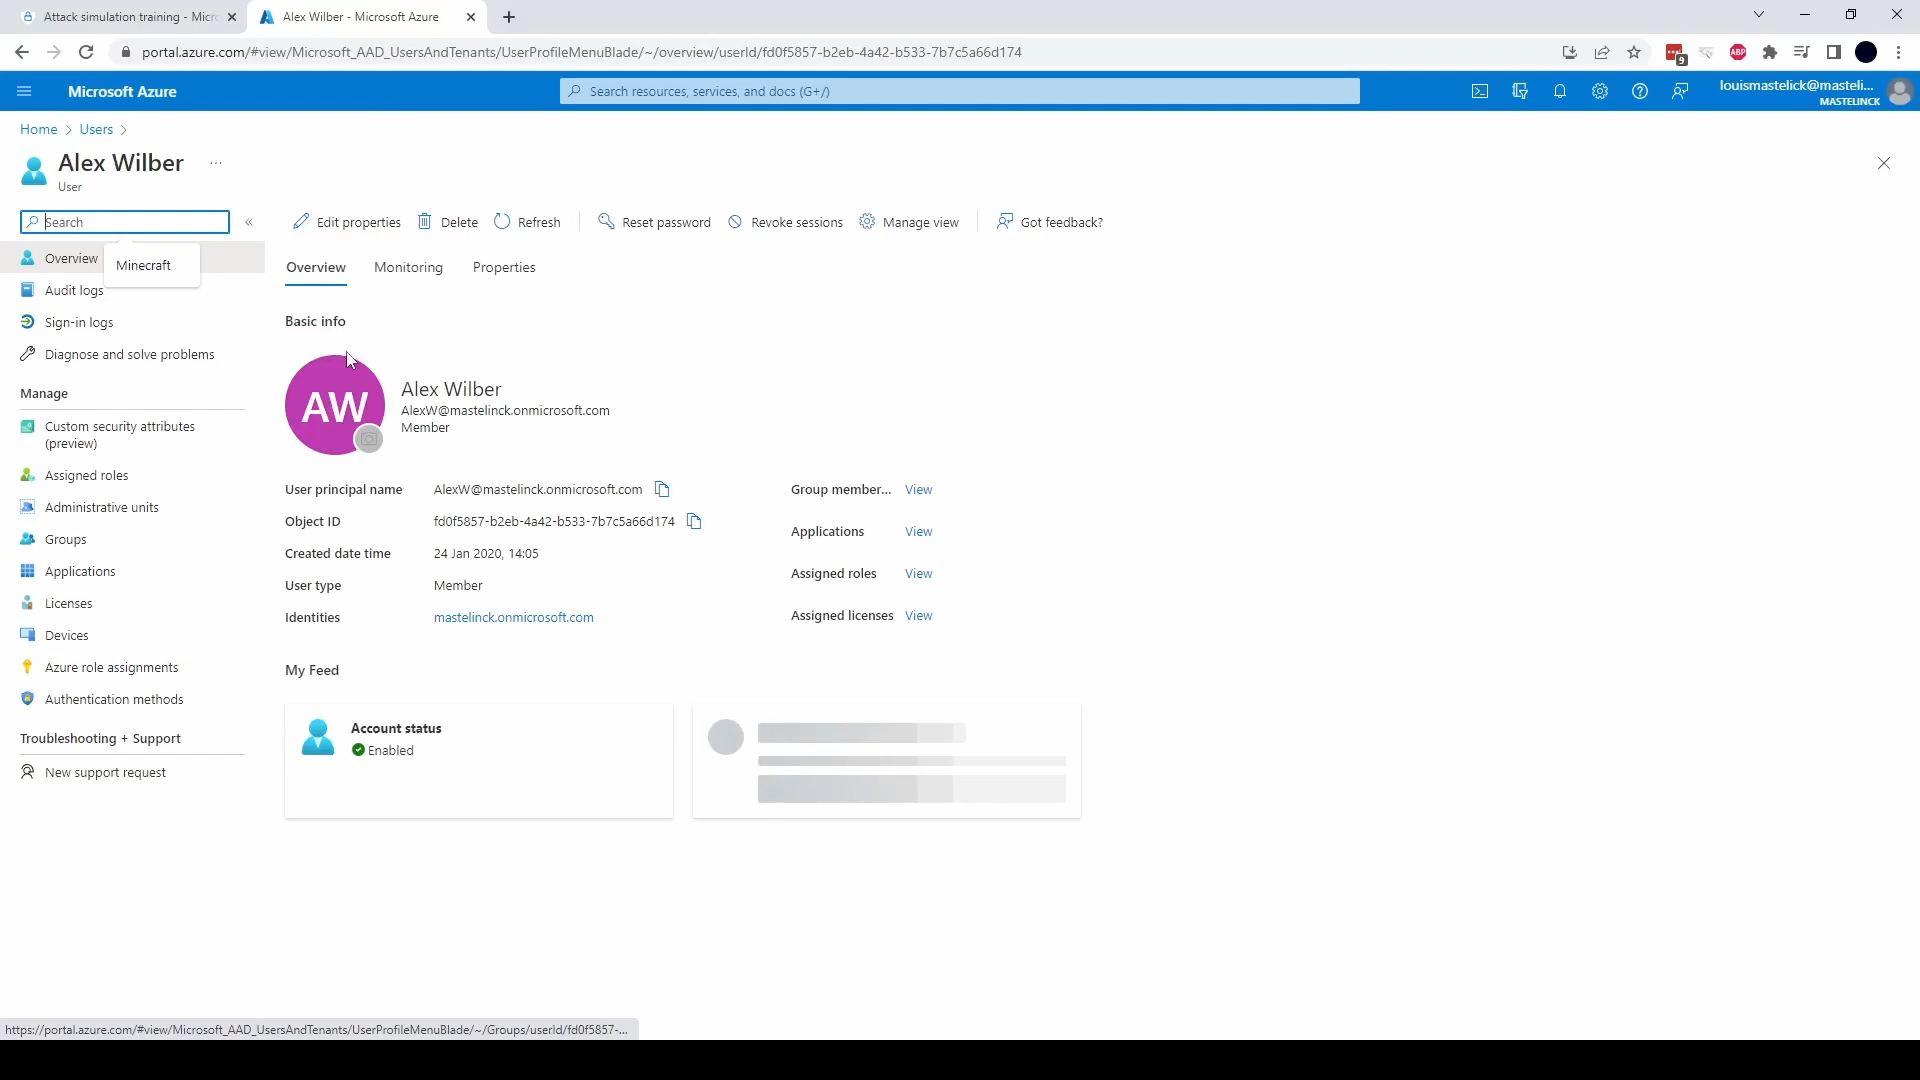 Attack simulation training - Micr
Alex Wilber - Microsoft Azure
portal.azure.com/#view/Microsoft_AAD_UsersAndTenants/UserProfileMenuBlade/~/overview/userId/fd0f5857-b2eb-4a42-b533-7b7c5a66d174
9
ABP
Microsoft Azure
Search resources, services, and docs (G+/)
louismastelick@masteli...
MASTELINCK
Home > Users >
Alex Wilber ...
User
Search «
Edit properties Delete Refresh Reset password Revoke sessions Manage view Got feedback?
Overview
Minecraft
Audit logs
Sign-in logs
Diagnose and solve problems
Manage
Custom security attributes
(preview)
Assigned roles
Administrative units
Groups
Applications
Licenses
Devices
Azure role assignments
Authentication methods
Troubleshooting + Support
New support request
Overview Monitoring Properties
Basic info
AW
Alex Wilber
AlexW@mastelinck.onmicrosoft.com
Member
User principal name AlexW@mastelinck.onmicrosoft.com
Object ID fd0f5857-b2eb-4a42-b533-7b7c5a66d174
Created date time 24 Jan 2020, 14:05
User type Member
Identities mastelinck.onmicrosoft.com
Group member... View
Applications View
Assigned roles View
Assigned licenses View
My Feed
Account status
Enabled
https://portal.azure.com/#view/Microsoft_AAD_UsersAndTenants/UserProfileMenuBlade/~/Groups/userId/fd0f5857-...